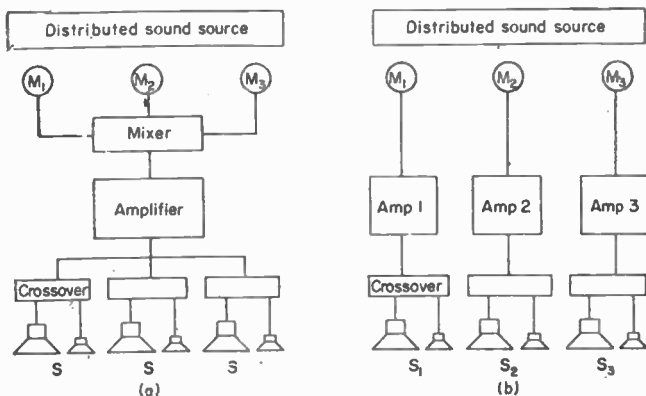 Distributed sound source
M₁ M₂ M₃
Mixer
Amplifier
Crossover
S S S
(a)
Distributed sound source
M₁ M₂ M₃
Amp 1 Amp 2 Amp 3
Crossover
S₁ S₂ S₃
(b)